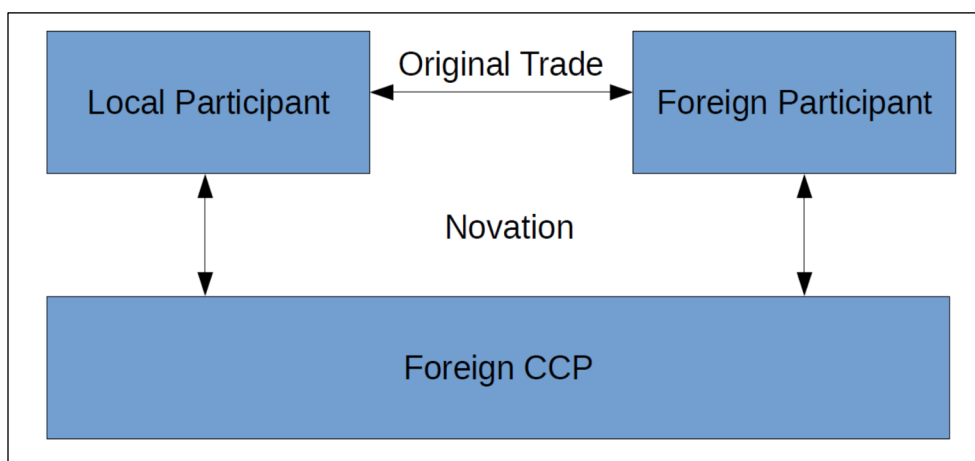 Original Trade
Local Participant
Foreign Participant
Novation
Foreign CCP